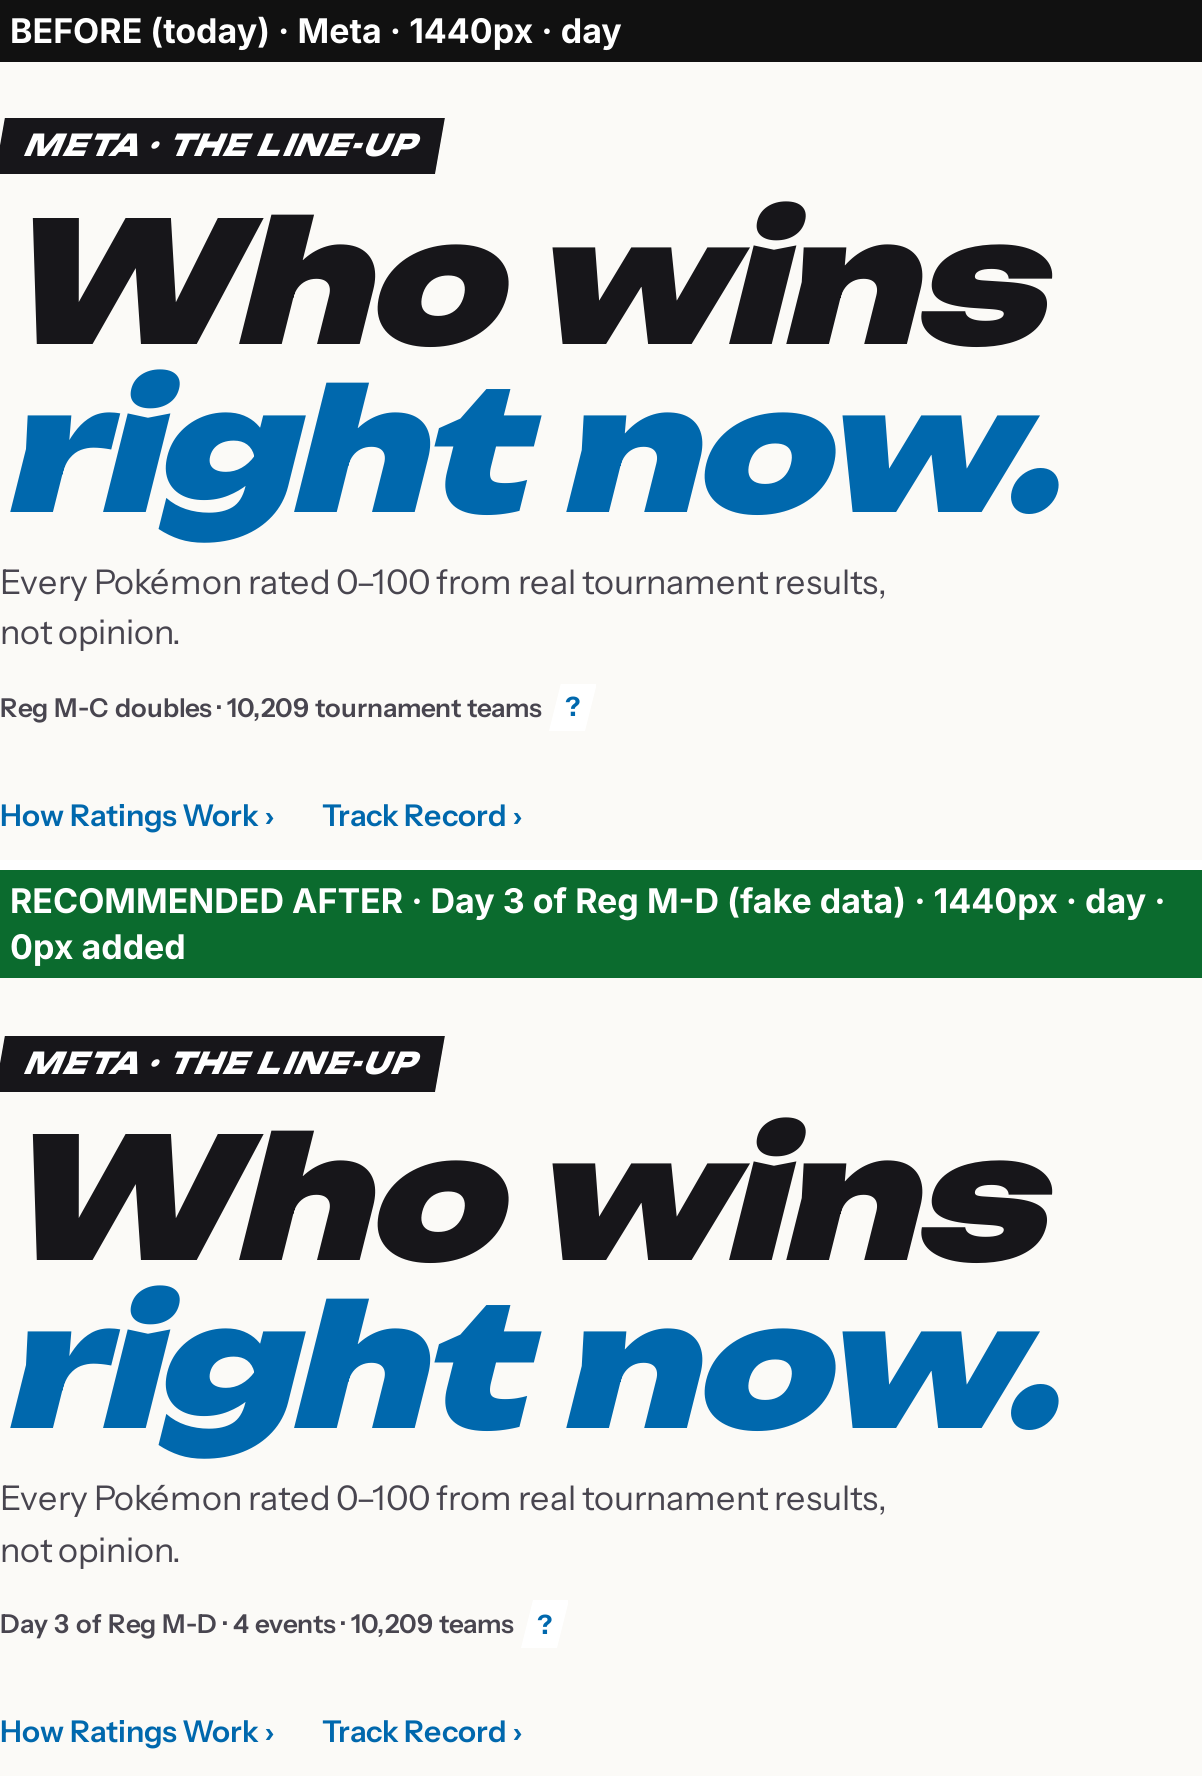 BEFORE (today) · Meta · 1440px · day
META · THE LINE-UP
Who wins
right now.
Every Pokémon rated 0–100 from real tournament results,
not opinion.
Reg M-C doubles · 10,209 tournament teams ?
How Ratings Work › Track Record ›
RECOMMENDED AFTER · Day 3 of Reg M-D (fake data) · 1440px · day ·
0px added
META · THE LINE-UP
Who wins
right now.
Every Pokémon rated 0–100 from real tournament results,
not opinion.
Day 3 of Reg M-D · 4 events · 10,209 teams ?
How Ratings Work › Track Record ›